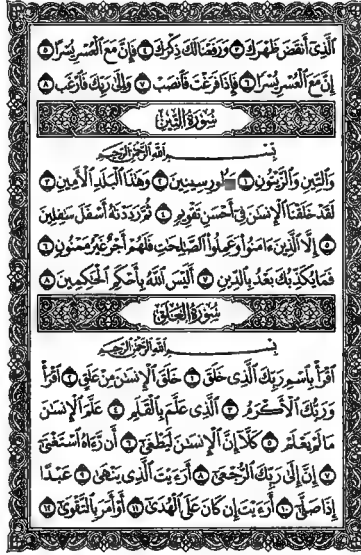 ٱلَّذِىٓ أَنقَضَ ظَهْرَكَ ٣ وَرَفَعْنَا لَكَ ذِكْرَكَ ٤ فَإِنَّ مَعَ ٱلْعُسْرِ يُسْرًا ٥
إِنَّ مَعَ ٱلْعُسْرِ يُسْرًا ٦ فَإِذَا فَرَغْتَ فَٱنصَبْ ٧ وَإِلَىٰ رَبِّكَ فَٱرْغَب ٨
سُورَةُ التِّينِ
بِسْمِ ٱللَّهِ ٱلرَّحْمَٰنِ ٱلرَّحِيمِ
وَٱلتِّينِ وَٱلزَّيْتُونِ ١ طُورِ سِينِينَ ٢ وَهَٰذَا ٱلْبَلَدِ ٱلْأَمِينِ ٣
لَقَدْ خَلَقْنَا ٱلْإِنسَٰنَ فِىٓ أَحْسَنِ تَقْوِيمٍ ٤ ثُمَّ رَدَدْنَٰهُ أَسْفَلَ سَٰفِلِينَ
٥ إِلَّا ٱلَّذِينَ ءَامَنُوا۟ وَعَمِلُوا۟ ٱلصَّٰلِحَٰتِ فَلَهُمْ أَجْرٌ غَيْرُ مَمْنُونٍ ٦
فَمَا يُكَذِّبُكَ بَعْدُ بِٱلدِّينِ ٧ أَلَيْسَ ٱللَّهُ بِأَحْكَمِ ٱلْحَٰكِمِينَ ٨
سُورَةُ العَلَقِ
بِسْمِ ٱللَّهِ ٱلرَّحْمَٰنِ ٱلرَّحِيمِ
ٱقْرَأْ بِٱسْمِ رَبِّكَ ٱلَّذِى خَلَقَ ١ خَلَقَ ٱلْإِنسَٰنَ مِنْ عَلَقٍ ٢ ٱقْرَأْ
وَرَبُّكَ ٱلْأَكْرَمُ ٣ ٱلَّذِى عَلَّمَ بِٱلْقَلَمِ ٤ عَلَّمَ ٱلْإِنسَٰنَ
مَا لَمْ يَعْلَمْ ٥ كَلَّآ إِنَّ ٱلْإِنسَٰنَ لَيَطْغَىٰٓ ٦ أَن رَّءَاهُ ٱسْتَغْنَىٰٓ
٧ إِنَّ إِلَىٰ رَبِّكَ ٱلرُّجْعَىٰٓ ٨ أَرَءَيْتَ ٱلَّذِى يَنْهَىٰ ٩ عَبْدًا
إِذَا صَلَّىٰٓ ١٠ أَرَءَيْتَ إِن كَانَ عَلَى ٱلْهُدَىٰٓ ١١ أَوْ أَمَرَ بِٱلتَّقْوَىٰٓ ١٢